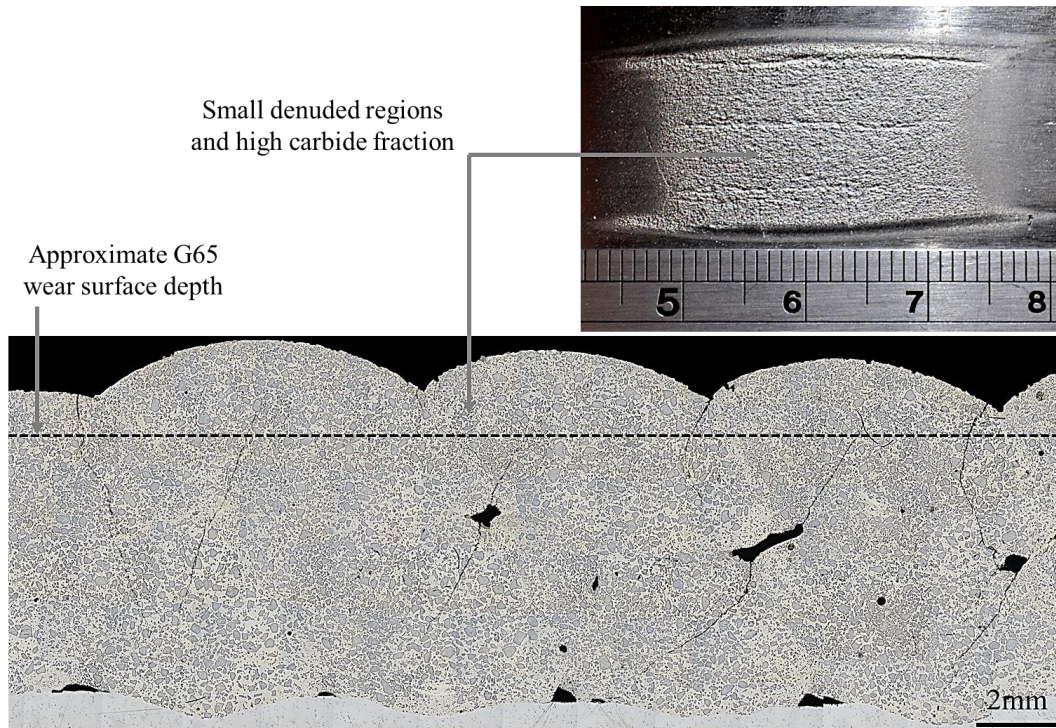 Small denuded regions
and high carbide fraction
Approximate G65
wear surface depth
5 6 7 8
2mm